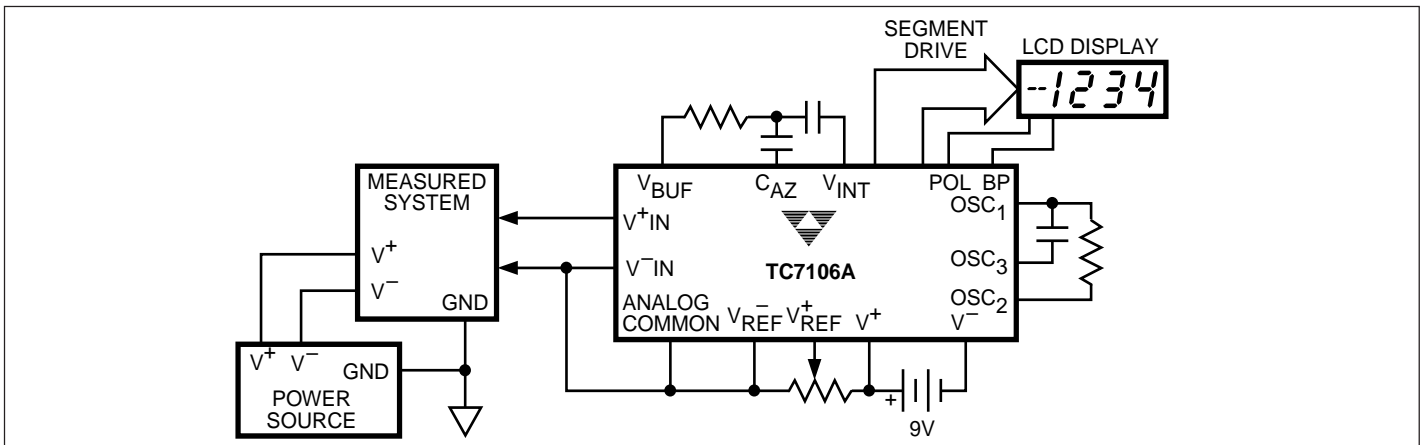 SEGMENT
DRIVE
LCD DISPLAY
--1234
MEASURED
SYSTEM
V+
V−
GND
V+ V−
GND
POWER
SOURCE
VBUF
CAZ
VINT
POL BP
V+IN
V−IN
TC7106A
OSC1
OSC3
OSC2
ANALOG
COMMON
V−REF
V+REF
V+
V−
+
9V